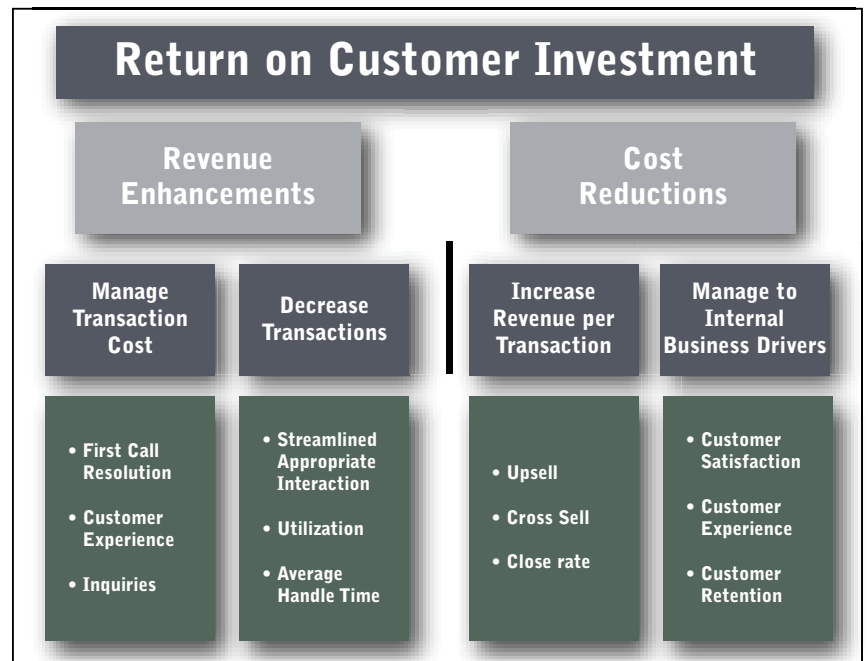 Return on Customer Investment
Revenue
Enhancements
Cost
Reductions
Manage
Transaction
Cost
Decrease
Transactions
Increase
Revenue per
Transaction
Manage to
Internal
Business Drivers
• First Call
Resolution
• Customer
Experience
• Inquiries
• Streamlined
Appropriate
Interaction
• Utilization
• Average
Handle Time
• Upsell
• Cross Sell
• Close rate
• Customer
Satisfaction
• Customer
Experience
• Customer
Retention